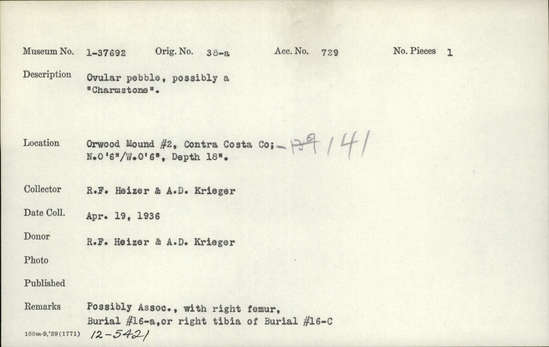 Museum No. 1-37692 Orig. No. 38-a Acc. No. 729 No. Pieces 1
Description Ovular pebble, possibly a
"Charmstone".
Location Orwood Mound #2, Contra Costa Co; - 141
N.0'6"/W.0'6", Depth 18".
Collector R.F. Heizer & A.D. Krieger
Date Coll. Apr. 19, 1936
Donor R.F. Heizer & A.D. Krieger
Photo
Published
Remarks Possibly Assoc., with right femur,
Burial #16-a,or right tibia of Burial #16-C
12-5421